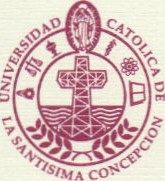 UNIVERSIDAD CATOLICA DE
LA SANTISIMA CONCEPCION